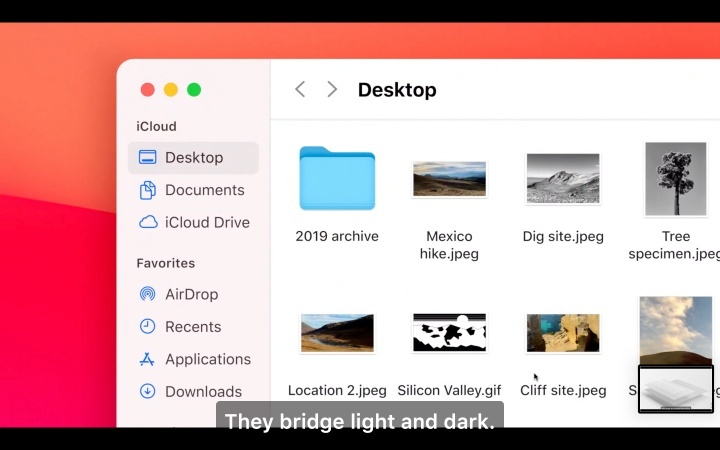 Desktop
iCloud
Desktop
Documents
iCloud Drive
Favorites
AirDrop
Recents
Applications
Downloads
2019 archive
Mexico
hike.jpeg
Dig site.jpeg
Tree
specimen.jpeg
Location 2.jpeg
Silicon Valley.gif
Cliff site.jpeg
They bridge light and dark.